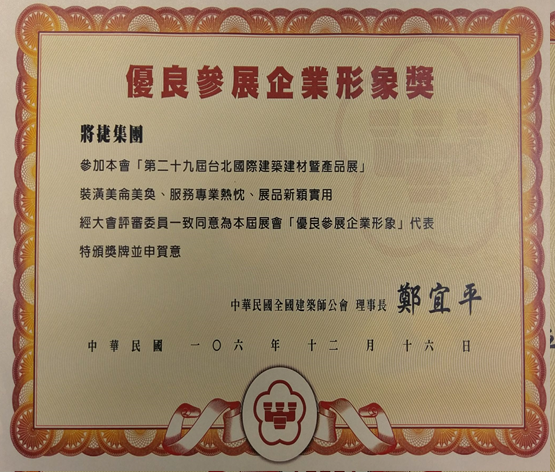 優良參展企業形象獎
將捷集團
參加本會「第二十九屆台北國際建築建材暨產品展」
裝潢美侖美奐、服務專業熱忱、展品新穎實用
經大會評審委員一致同意為本屆展會「優良參展企業形象」代表
特頒獎牌並申賀意
中華民國全國建築師公會 理事長 鄭宜平
中華民國 一〇六 年 十二 月 十六 日